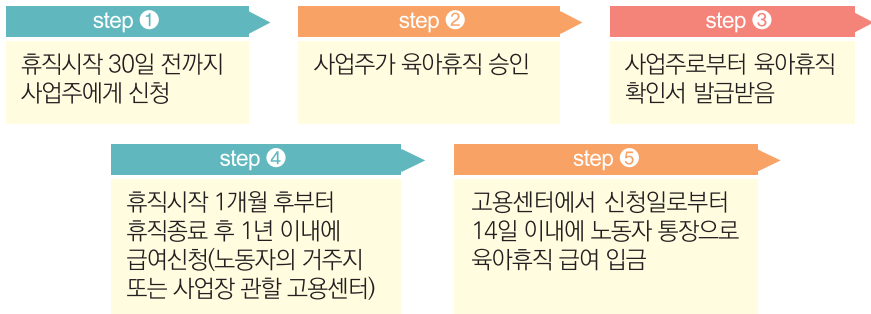 step ❶
휴직시작 30일 전까지
사업주에게 신청
step ❷
사업주가 육아휴직 승인
step ❸
사업주로부터 육아휴직
확인서 발급받음
step ❹
휴직시작 1개월 후부터
휴직종료 후 1년 이내에
급여신청(노동자의 거주지
또는 사업장 관할 고용센터)
step ❺
고용센터에서 신청일로부터
14일 이내에 노동자 통장으로
육아휴직 급여 입금